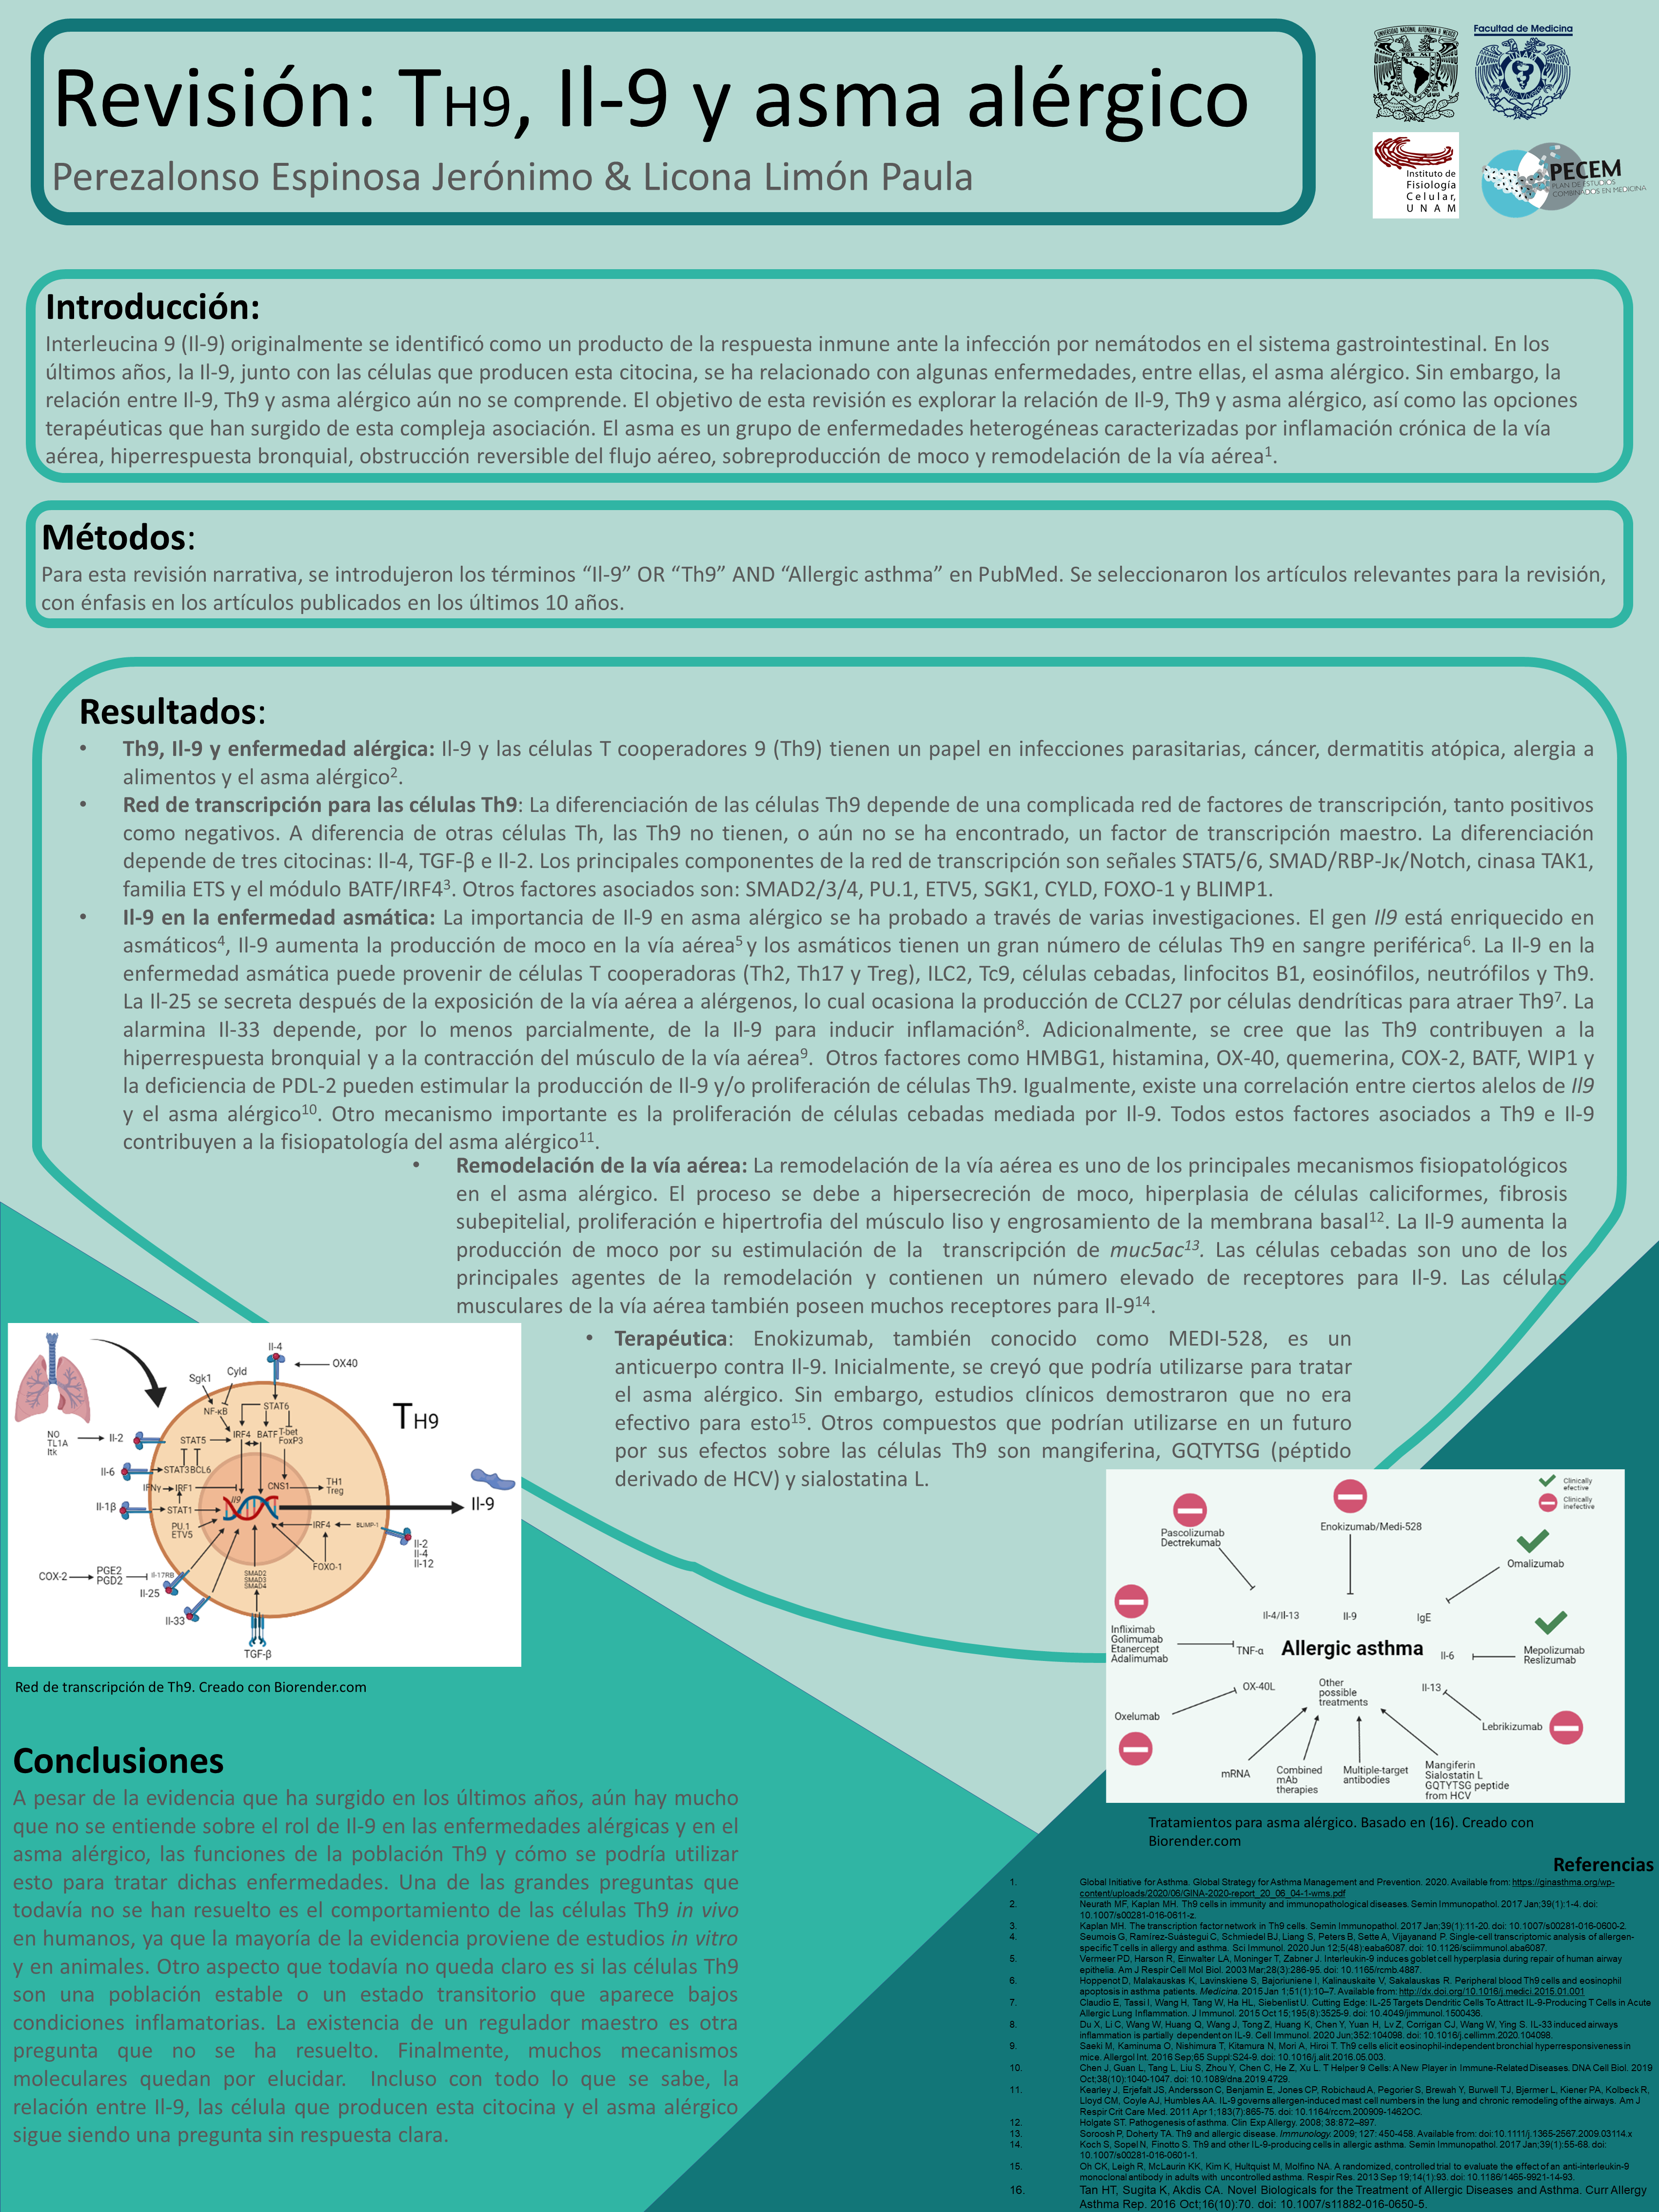 Revisión: TH9, Il-9 y asma alérgico
Perezalonso Espinosa Jerónimo & Licona Limón Paula
UNIVERSIDAD NACIONAL AUTÓNOMA DE MÉXICO
Facultad de Medicina
Instituto de
Fisiología
Celular,
UNAM
PECEM
PLAN DE ESTUDIOS
COMBINADOS EN MEDICINA
Introducción:
Interleucina 9 (Il-9) originalmente se identificó como un producto de la respuesta inmune ante la infección por nemátodos en el sistema gastrointestinal. En los
últimos años, la Il-9, junto con las células que producen esta citocina, se ha relacionado con algunas enfermedades, entre ellas, el asma alérgico. Sin embargo, la
relación entre Il-9, Th9 y asma alérgico aún no se comprende. El objetivo de esta revisión es explorar la relación de Il-9, Th9 y asma alérgico, así como las opciones
terapéuticas que han surgido de esta compleja asociación. El asma es un grupo de enfermedades heterogéneas caracterizadas por inflamación crónica de la vía
aérea, hiperrespuesta bronquial, obstrucción reversible del flujo aéreo, sobreproducción de moco y remodelación de la vía aérea1.
Métodos:
Para esta revisión narrativa, se introdujeron los términos “Il-9” OR “Th9” AND “Allergic asthma” en PubMed. Se seleccionaron los artículos relevantes para la revisión,
con énfasis en los artículos publicados en los últimos 10 años.
Resultados:
• Th9, Il-9 y enfermedad alérgica: Il-9 y las células T cooperadores 9 (Th9) tienen un papel en infecciones parasitarias, cáncer, dermatitis atópica, alergia a
alimentos y el asma alérgico2.
• Red de transcripción para las células Th9: La diferenciación de las células Th9 depende de una complicada red de factores de transcripción, tanto positivos
como negativos. A diferencia de otras células Th, las Th9 no tienen, o aún no se ha encontrado, un factor de transcripción maestro. La diferenciación
depende de tres citocinas: Il-4, TGF-β e Il-2. Los principales componentes de la red de transcripción son señales STAT5/6, SMAD/RBP-Jκ/Notch, cinasa TAK1,
familia ETS y el módulo BATF/IRF43. Otros factores asociados son: SMAD2/3/4, PU.1, ETV5, SGK1, CYLD, FOXO-1 y BLIMP1.
• Il-9 en la enfermedad asmática: La importancia de Il-9 en asma alérgico se ha probado a través de varias investigaciones. El gen Il9 está enriquecido en
asmáticos4, Il-9 aumenta la producción de moco en la vía aérea5 y los asmáticos tienen un gran número de células Th9 en sangre periférica6. La Il-9 en la
enfermedad asmática puede provenir de células T cooperadoras (Th2, Th17 y Treg), ILC2, Tc9, células cebadas, linfocitos B1, eosinófilos, neutrófilos y Th9.
La Il-25 se secreta después de la exposición de la vía aérea a alérgenos, lo cual ocasiona la producción de CCL27 por células dendríticas para atraer Th97. La
alarmina Il-33 depende, por lo menos parcialmente, de la Il-9 para inducir inflamación8. Adicionalmente, se cree que las Th9 contribuyen a la
hiperrespuesta bronquial y a la contracción del músculo de la vía aérea9. Otros factores como HMBG1, histamina, OX-40, quemerina, COX-2, BATF, WIP1 y
la deficiencia de PDL-2 pueden estimular la producción de Il-9 y/o proliferación de células Th9. Igualmente, existe una correlación entre ciertos alelos de Il9
y el asma alérgico10. Otro mecanismo importante es la proliferación de células cebadas mediada por Il-9. Todos estos factores asociados a Th9 e Il-9
contribuyen a la fisiopatología del asma alérgico11.
• Remodelación de la vía aérea: La remodelación de la vía aérea es uno de los principales mecanismos fisiopatológicos
en el asma alérgico. El proceso se debe a hipersecreción de moco, hiperplasia de células caliciformes, fibrosis
subepitelial, proliferación e hipertrofia del músculo liso y engrosamiento de la membrana basal12. La Il-9 aumenta la
producción de moco por su estimulación de la transcripción de muc5ac13. Las células cebadas son uno de los
principales agentes de la remodelación y contienen un número elevado de receptores para Il-9. Las células
musculares de la vía aérea también poseen muchos receptores para Il-914.
• Terapéutica: Enokizumab, también conocido como MEDI-528, es un
anticuerpo contra Il-9. Inicialmente, se creyó que podría utilizarse para tratar
el asma alérgico. Sin embargo, estudios clínicos demostraron que no era
efectivo para esto15. Otros compuestos que podrían utilizarse en un futuro
por sus efectos sobre las células Th9 son mangiferina, GQTYTSG (péptido
derivado de HCV) y sialostatina L.
Il-4
OX40
Cyld
Sgk1
NF-κB
STAT6
TH9
NO
TL1A
Itk
Il-2
STAT5
IRF4
BATF
T-bet
FoxP3
Il-6
STAT3
BCL6
IFNγ
IRF1
Il9
CNS1
TH1
Treg
Il-9
Il-1β
STAT1
PU.1
ETV5
IRF4
BLIMP-1
Il-2
Il-4
Il-12
FOXO-1
COX-2
PGE2
PGD2
Il-17RB
Il-25
SMAD2
SMAD3
SMAD4
Il-33
TGF-β
Red de transcripción de Th9. Creado con Biorender.com
Clinically
efective
Clinically
inefective
Pascolizumab
Dectrekumab
Enokizumab/Medi-528
Omalizumab
Il-4/Il-13
Il-9
IgE
Infliximab
Golimumab
Etanercept
Adalimumab
TNF-α
Allergic asthma
Il-6
Mepolizumab
Reslizumab
OX-40L
Other
possible
treatments
Il-13
Oxelumab
Lebrikizumab
mRNA
Combined
mAb
therapies
Multiple-target
antibodies
Mangiferin
Sialostatin L
GQTYTSG peptide
from HCV
Tratamientos para asma alérgico. Basado en (16). Creado con
Biorender.com
Conclusiones
A pesar de la evidencia que ha surgido en los últimos años, aún hay mucho
que no se entiende sobre el rol de Il-9 en las enfermedades alérgicas y en el
asma alérgico, las funciones de la población Th9 y cómo se podría utilizar
esto para tratar dichas enfermedades. Una de las grandes preguntas que
todavía no se han resuelto es el comportamiento de las células Th9 in vivo
en humanos, ya que la mayoría de la evidencia proviene de estudios in vitro
y en animales. Otro aspecto que todavía no queda claro es si las células Th9
son una población estable o un estado transitorio que aparece bajos
condiciones inflamatorias. La existencia de un regulador maestro es otra
pregunta que no se ha resuelto. Finalmente, muchos mecanismos
moleculares quedan por elucidar. Incluso con todo lo que se sabe, la
relación entre Il-9, las célula que producen esta citocina y el asma alérgico
sigue siendo una pregunta sin respuesta clara.
Referencias
1. Global Initiative for Asthma. Global Strategy for Asthma Management and Prevention. 2020. Available from: https://ginasthma.org/wp-
content/uploads/2020/06/GINA-2020-report_20_06_04-1-wms.pdf
2. Neurath MF, Kaplan MH. Th9 cells in immunity and immunopathological diseases. Semin Immunopathol. 2017 Jan;39(1):1-4. doi:
10.1007/s00281-016-0611-z.
3. Kaplan MH. The transcription factor network in Th9 cells. Semin Immunopathol. 2017 Jan;39(1):11-20. doi: 10.1007/s00281-016-0600-2.
4. Seumois G, Ramírez-Suástegui C, Schmiedel BJ, Liang S, Peters B, Sette A, Vijayanand P. Single-cell transcriptomic analysis of allergen-
specific T cells in allergy and asthma. Sci Immunol. 2020 Jun 12;5(48):eaba6087. doi: 10.1126/sciimmunol.aba6087.
5. Vermeer PD, Harson R, Einwalter LA, Moninger T, Zabner J. Interleukin-9 induces goblet cell hyperplasia during repair of human airway
epithelia. Am J Respir Cell Mol Biol. 2003 Mar;28(3):286-95. doi: 10.1165/rcmb.4887.
6. Hoppenot D, Malakauskas K, Lavinskiene S, Bajoriuniene I, Kalinauskaite V, Sakalauskas R. Peripheral blood Th9 cells and eosinophil
apoptosis in asthma patients. Medicina. 2015 Jan 1;51(1):10–7. Available from: http://dx.doi.org/10.1016/j.medici.2015.01.001
7. Claudio E, Tassi I, Wang H, Tang W, Ha HL, Siebenlist U. Cutting Edge: IL-25 Targets Dendritic Cells To Attract IL-9-Producing T Cells in Acute
Allergic Lung Inflammation. J Immunol. 2015 Oct 15;195(8):3525-9. doi: 10.4049/jimmunol.1500436.
8. Du X, Li C, Wang W, Huang Q, Wang J, Tong Z, Huang K, Chen Y, Yuan H, Lv Z, Corrigan CJ, Wang W, Ying S. IL-33 induced airways
inflammation is partially dependent on IL-9. Cell Immunol. 2020 Jun;352:104098. doi: 10.1016/j.cellimm.2020.104098.
9. Saeki M, Kaminuma O, Nishimura T, Kitamura N, Mori A, Hiroi T. Th9 cells elicit eosinophil-independent bronchial hyperresponsiveness in
mice. Allergol Int. 2016 Sep;65 Suppl:S24-9. doi: 10.1016/j.alit.2016.05.003.
10. Chen J, Guan L, Tang L, Liu S, Zhou Y, Chen C, He Z, Xu L. T Helper 9 Cells: A New Player in Immune-Related Diseases. DNA Cell Biol. 2019
Oct;38(10):1040-1047. doi: 10.1089/dna.2019.4729.
11. Kearley J, Erjefalt JS, Andersson C, Benjamin E, Jones CP, Robichaud A, Pegorier S, Brewah Y, Burwell TJ, Bjermer L, Kiener PA, Kolbeck R,
Lloyd CM, Coyle AJ, Humbles AA. IL-9 governs allergen-induced mast cell numbers in the lung and chronic remodeling of the airways. Am J
Respir Crit Care Med. 2011 Apr 1;183(7):865-75. doi: 10.1164/rccm.200909-1462OC.
12. Holgate ST. Pathogenesis of asthma. Clin Exp Allergy. 2008; 38:872–897.
13. Soroosh P, Doherty TA. Th9 and allergic disease. Immunology. 2009; 127: 450-458. Available from: doi:10.1111/j.1365-2567.2009.03114.x
14. Koch S, Sopel N, Finotto S. Th9 and other IL-9-producing cells in allergic asthma. Semin Immunopathol. 2017 Jan;39(1):55-68. doi:
10.1007/s00281-016-0601-1.
15. Oh CK, Leigh R, McLaurin KK, Kim K, Hultquist M, Molfino NA. A randomized, controlled trial to evaluate the effect of an anti-interleukin-9
monoclonal antibody in adults with uncontrolled asthma. Respir Res. 2013 Sep 19;14(1):93. doi: 10.1186/1465-9921-14-93.
16. Tan HT, Sugita K, Akdis CA. Novel Biologicals for the Treatment of Allergic Diseases and Asthma. Curr Allergy
Asthma Rep. 2016 Oct;16(10):70. doi: 10.1007/s11882-016-0650-5.